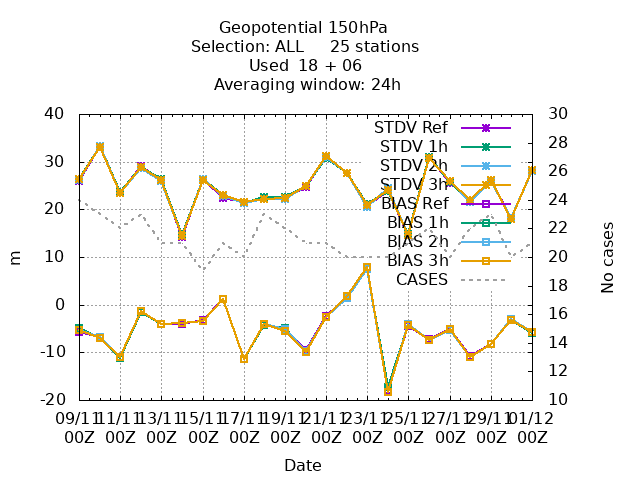 Geopotential 150hPa
Selection: ALL     25 stations
Used  18 + 06
Averaging window: 24h
40
30
20
10
0
-10
-20
m
30
28
26
24
22
20
18
16
14
12
10
No cases
STDV Ref
STDV 1h
STDV 2h
STDV 3h
BIAS Ref
BIAS 1h
BIAS 2h
BIAS 3h
CASES
09/11 11/11 13/11 15/11 17/11 19/11 21/11 23/11 25/11 27/11 29/11 01/12
00Z 00Z 00Z 00Z 00Z 00Z 00Z 00Z 00Z 00Z 00Z 00Z
Date